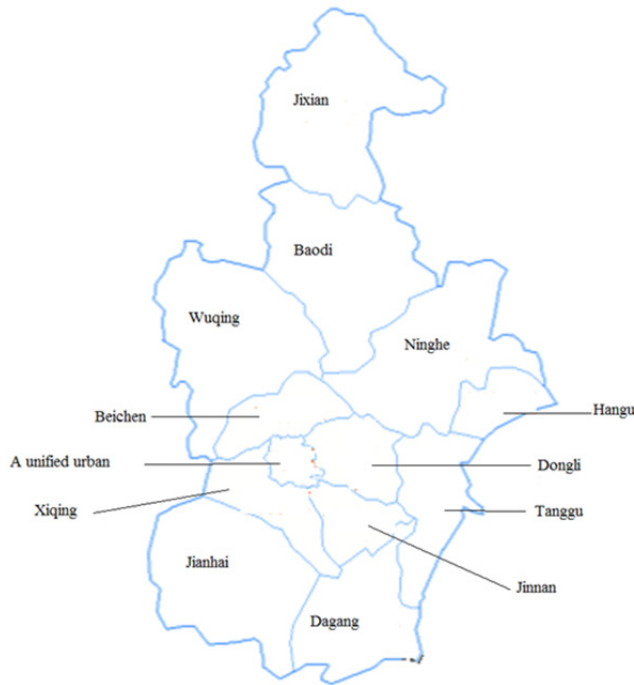 Jixian
Baodi
Wuqing
Ninghe
Beichen
Hangu
A unified urban
Dongli
Xiqing
Tanggu
Jianhai
Jinnan
Dagang